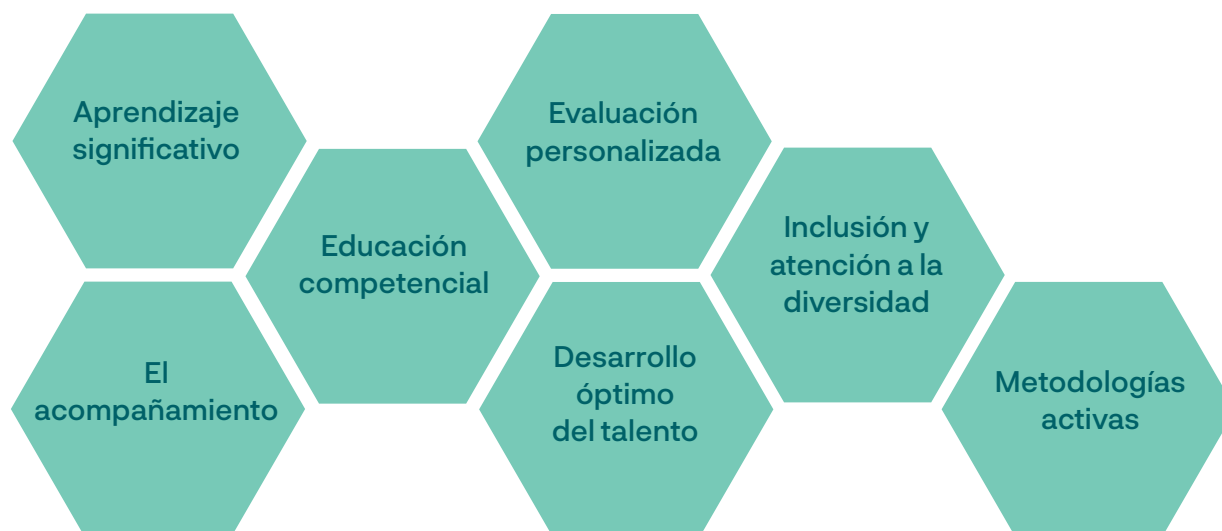 Aprendizaje
significativo
Evaluación
personalizada
Educación
competencial
Inclusión y
atención a la
diversidad
El
acompañamiento
Desarrollo
óptimo
del talento
Metodologías
activas